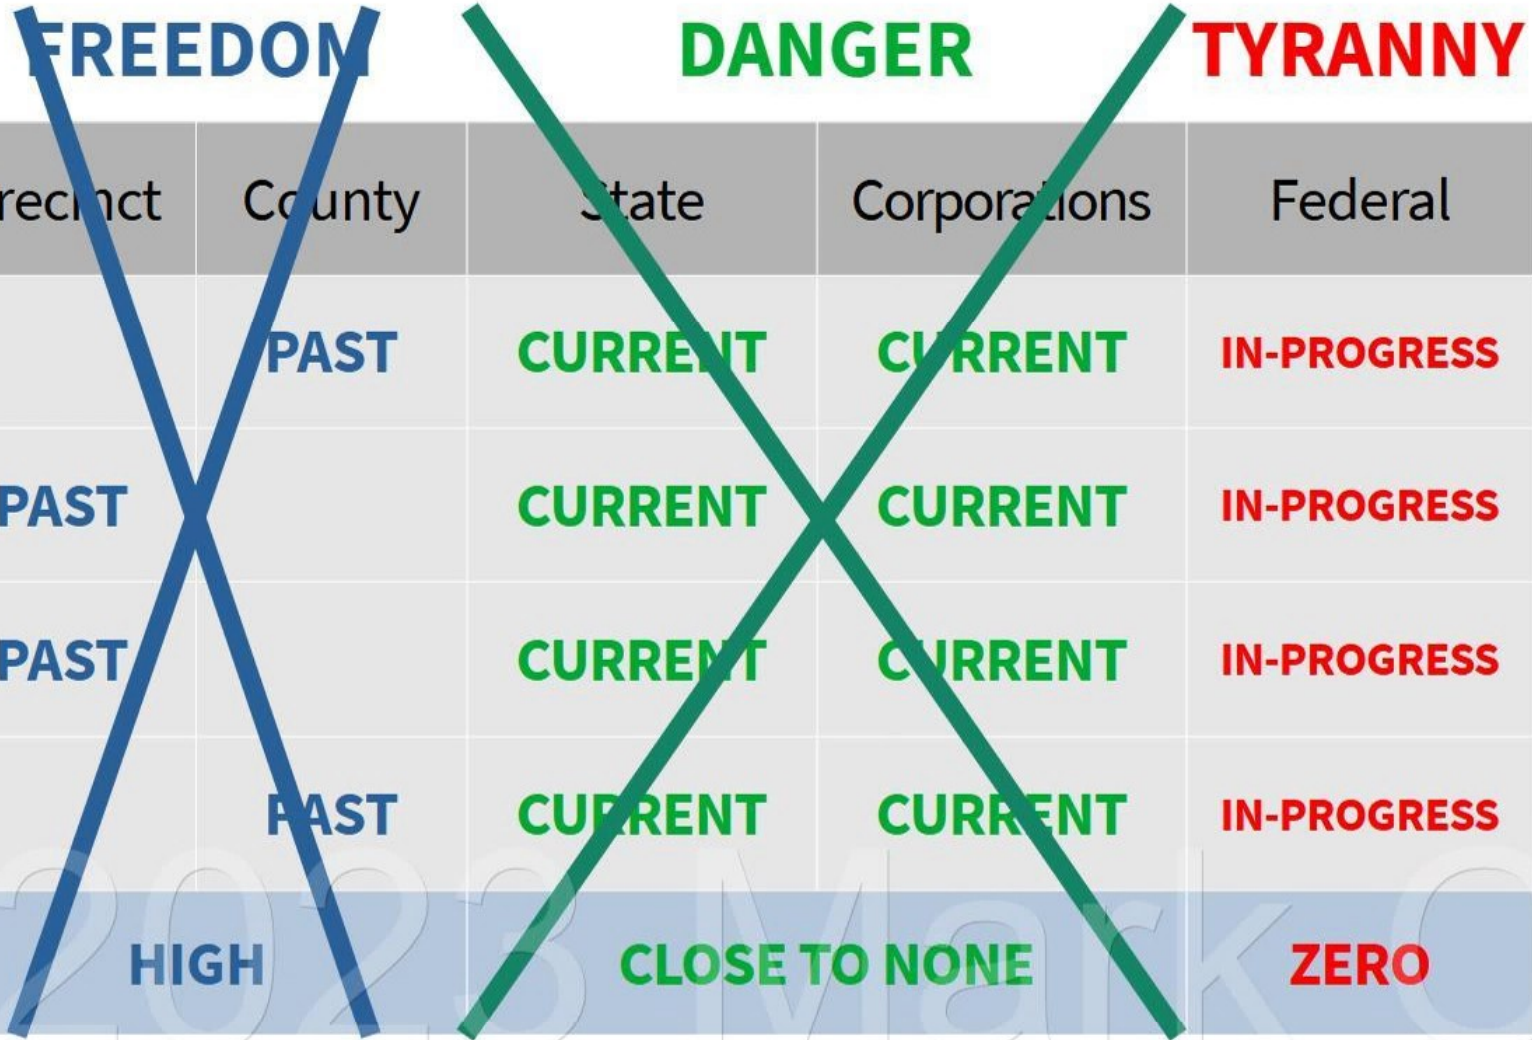 FREEDOM DANGER TYRANNY
recinct County State Corporations Federal
PAST CURRENT CURRENT IN-PROGRESS
PAST CURRENT CURRENT IN-PROGRESS
PAST CURRENT CURRENT IN-PROGRESS
PAST CURRENT CURRENT IN-PROGRESS
HIGH CLOSE TO NONE ZERO
2023 Mark